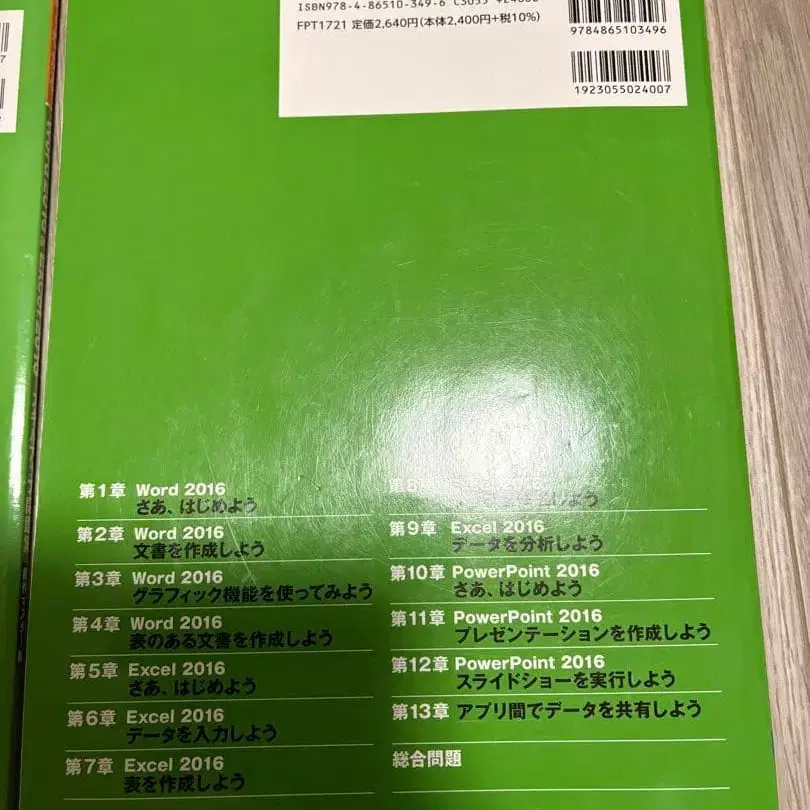 ISBN978-4-86510-349-6
FPT1721 定価2,640円(本体2,400円+税10%)
9784865103496
1923055024007
第1章 Word 2016
さあ、はじめよう
第2章 Word 2016
文書を作成しよう
第3章 Word 2016
グラフィック機能を使ってみよう
第4章 Word 2016
表のある文書を作成しよう
第5章 Excel 2016
さあ、はじめよう
第6章 Excel 2016
データを入力しよう
第7章 Excel 2016
表を作成しよう
第8
しよう
第9章 Excel 2016
データを分析しよう
第10章 PowerPoint 2016
さあ、はじめよう
第11章 PowerPoint 2016
プレゼンテーションを作成しよう
第12章 PowerPoint 2016
スライドショーを実行しよう
第13章 アプリ間でデータを共有しよう
総合問題